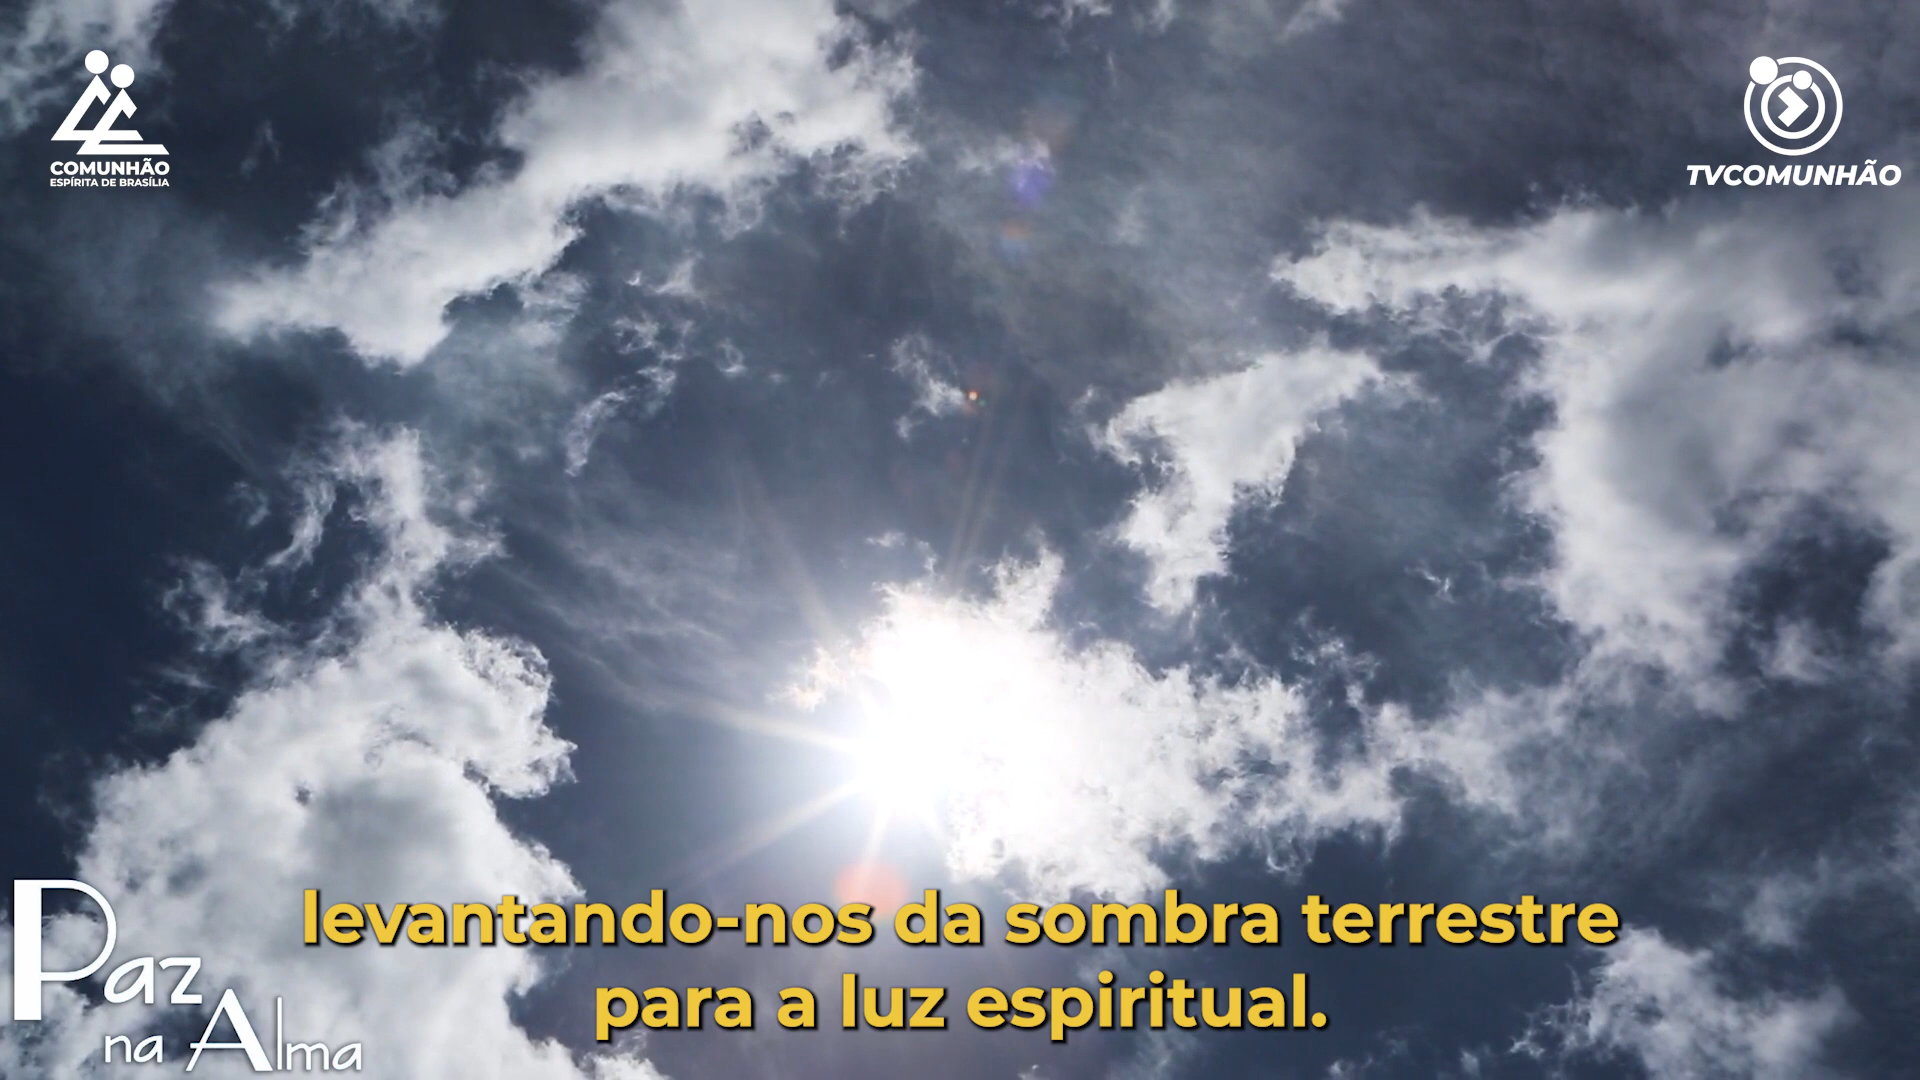 COMUNHÃO
ESPÍRITA DE BRASÍLIA
TVCOMUNHÃO
levantando-nos da sombra terrestre
para a luz espiritual.
Paz
na Alma